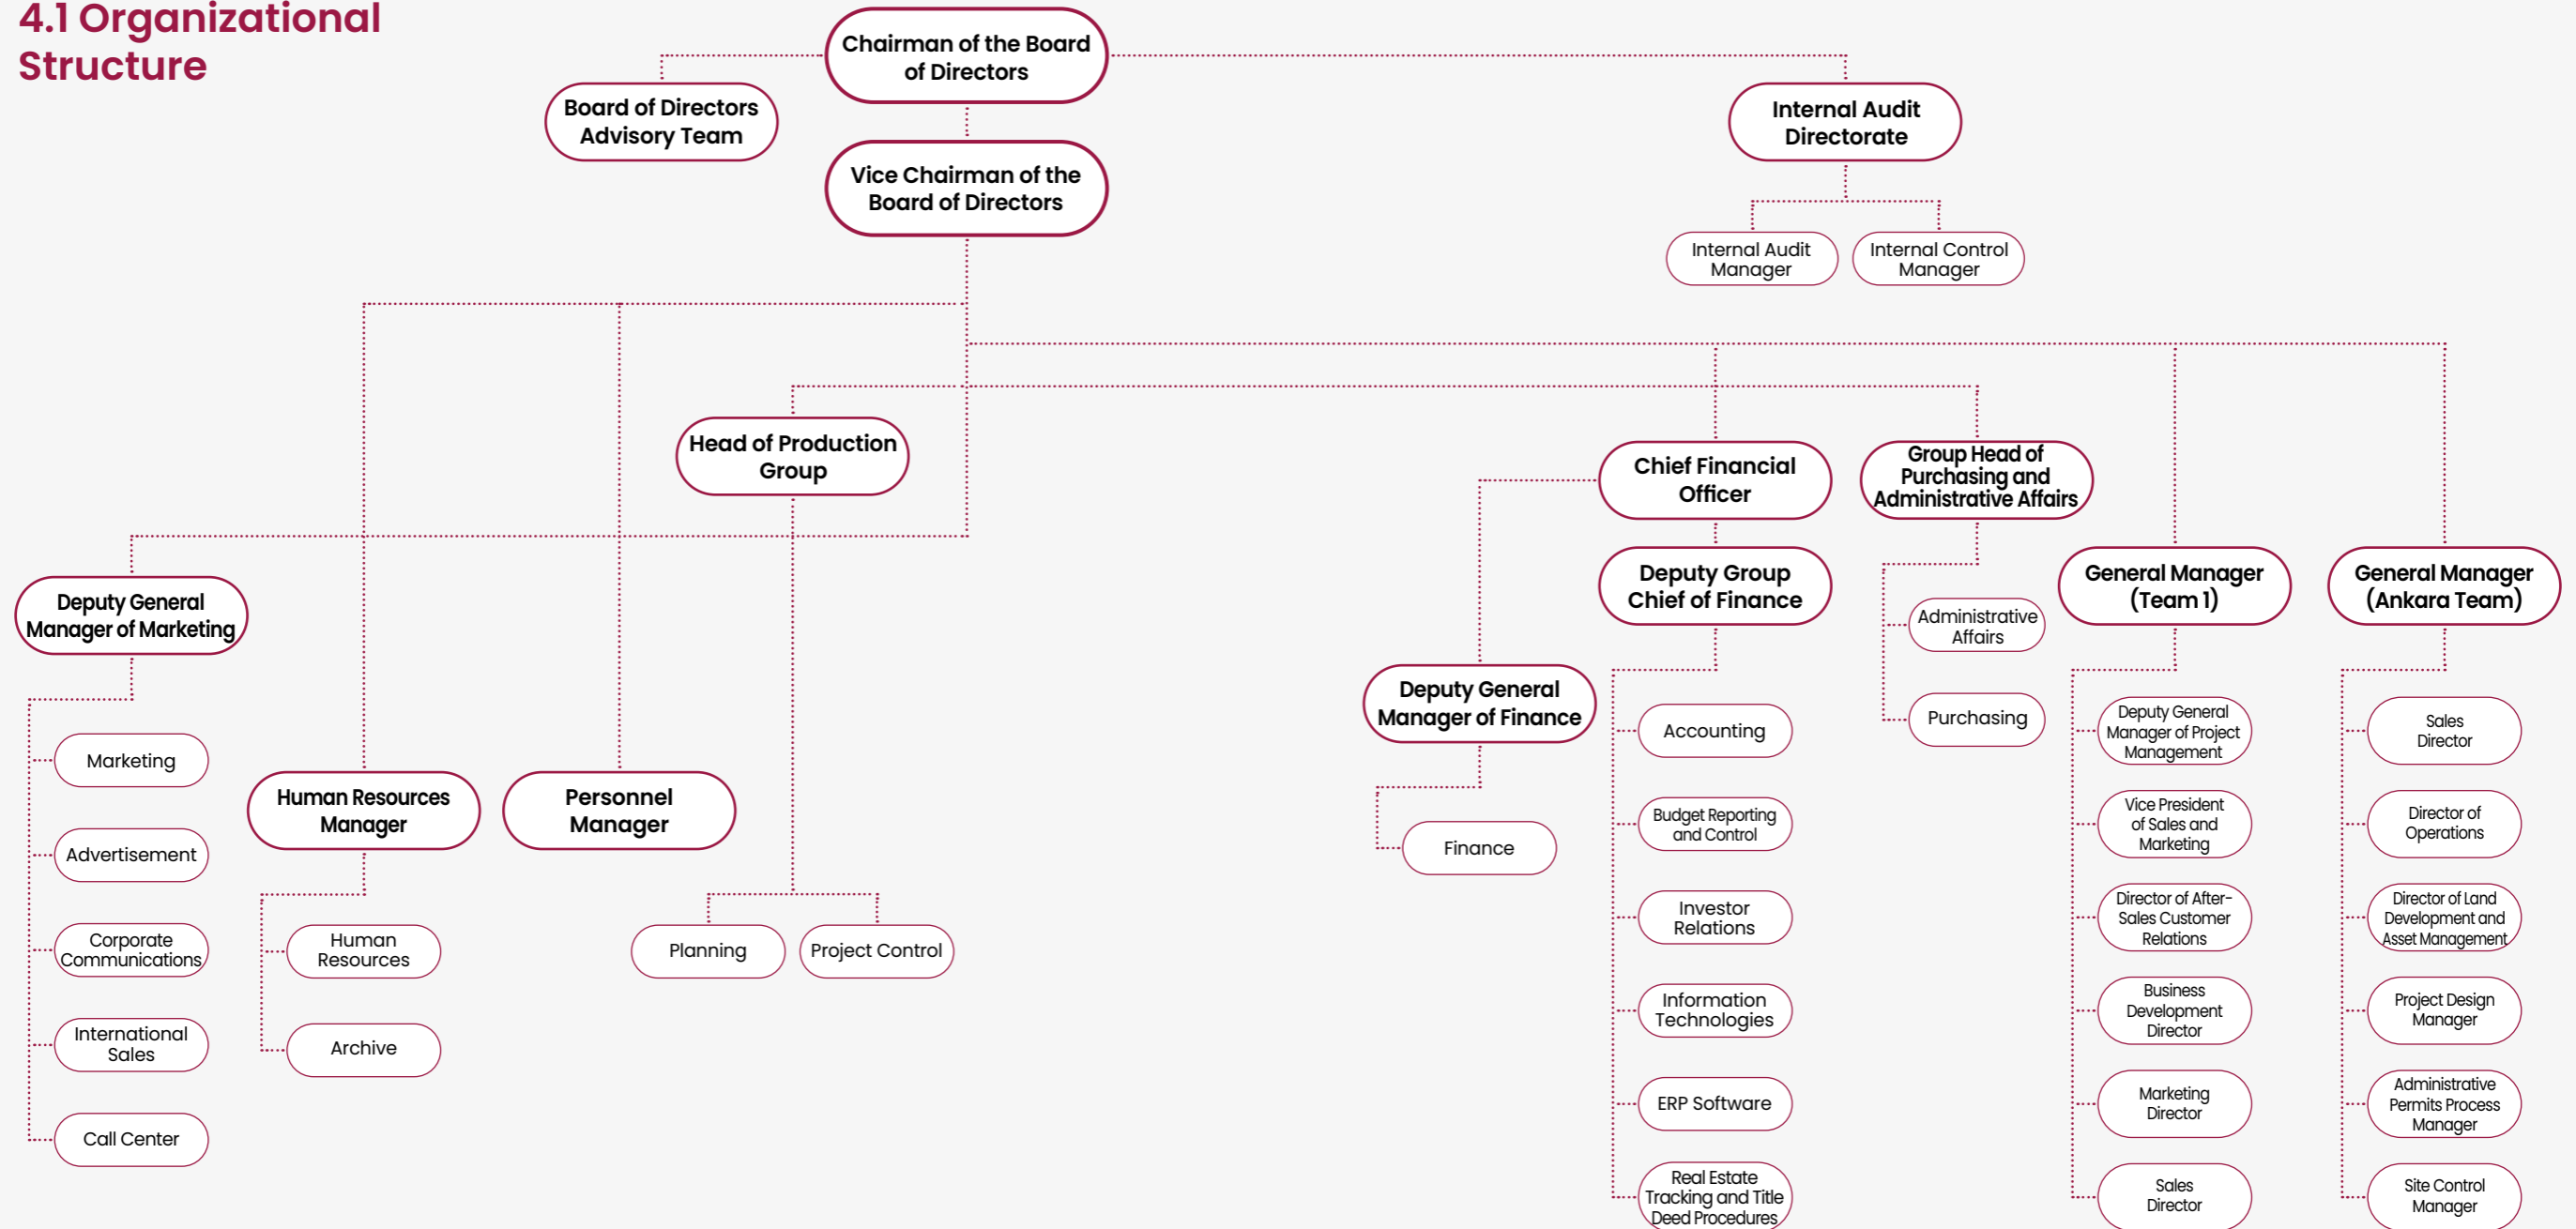 4.1 Organizational
Structure
Chairman of the Board
of Directors
Board of Directors
Advisory Team
Internal Audit
Directorate
Vice Chairman of the
Board of Directors
Internal Audit
Manager
Internal Control
Manager
Head of Production
Group
Chief Financial
Officer
Group Head of
Purchasing and
Administrative Affairs
Deputy General
Manager of Marketing
Deputy Group
Chief of Finance
General Manager
(Team 1)
General Manager
(Ankara Team)
Administrative
Affairs
Purchasing
Deputy General
Manager of Finance
Finance
Marketing
Advertisement
Corporate
Communications
International
Sales
Call Center
Human Resources
Manager
Human
Resources
Archive
Personnel
Manager
Planning
Project Control
Accounting
Budget Reporting
and Control
Investor
Relations
Information
Technologies
ERP Software
Real Estate
Tracking and Title
Deed Procedures
Deputy General
Manager of Project
Management
Vice President
of Sales and
Marketing
Director of After-
Sales Customer
Relations
Business
Development
Director
Marketing
Director
Sales
Director
Sales
Director
Director of
Operations
Director of Land
Development and
Asset Management
Project Design
Manager
Administrative
Permits Process
Manager
Site Control
Manager